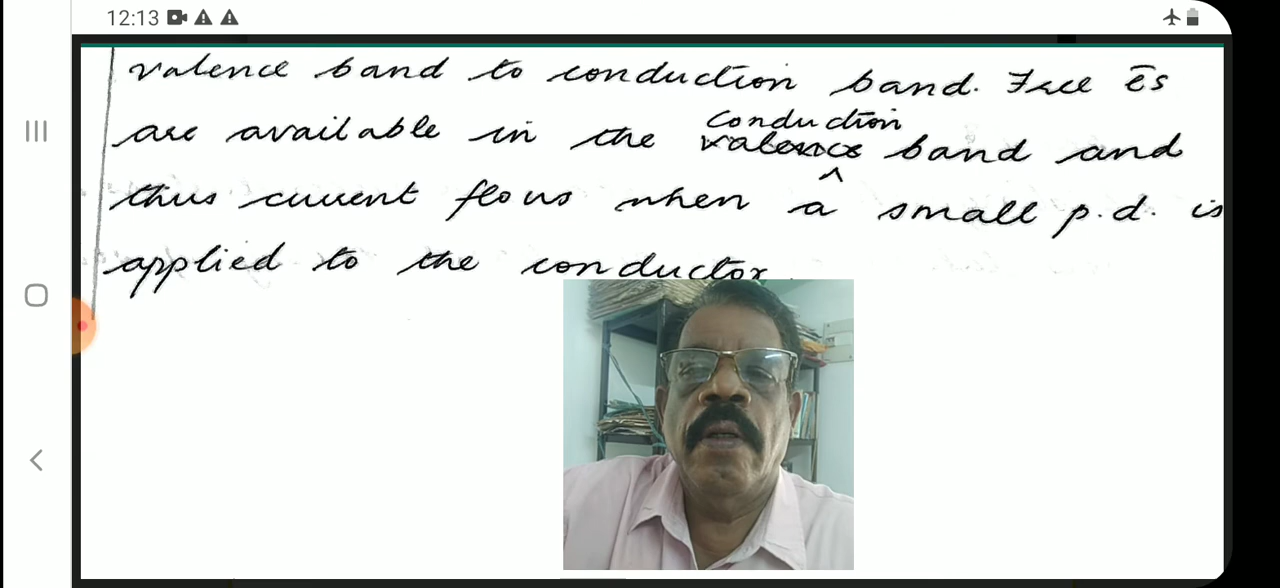 12:13
valence band to conduction band. Free ēs
are available in the valence conduction band and
thus current flows when a small p.d. is
applied to the conductor.